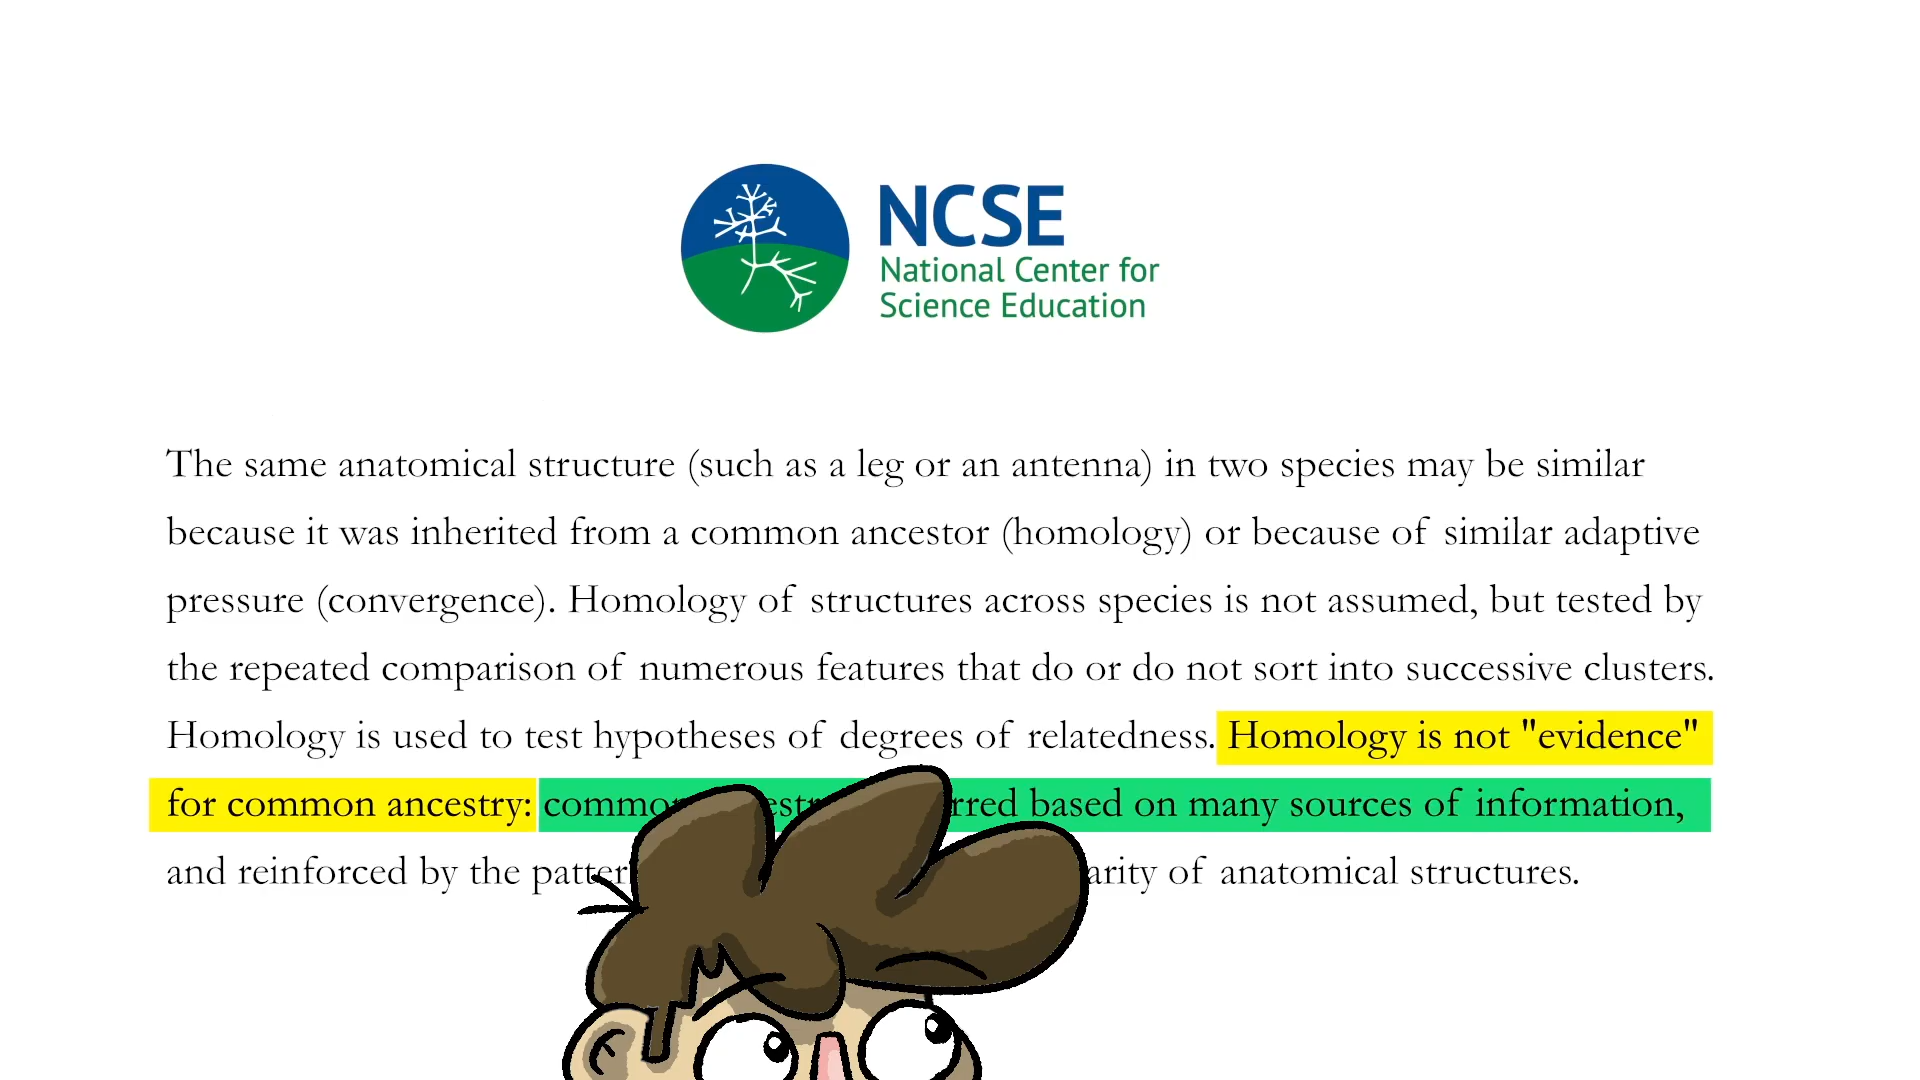 NCSE
National Center for
Science Education
The same anatomical structure (such as a leg or an antenna) in two species may be similar
because it was inherited from a common ancestor (homology) or because of similar adaptive
pressure (convergence). Homology of structures across species is not assumed, but tested by
the repeated comparison of numerous features that do or do not sort into successive clusters.
Homology is used to test hypotheses of degrees of relatedness. Homology is not "evidence"
for common ancestry: based on many sources of information,
and reinforced by the of anatomical structures.